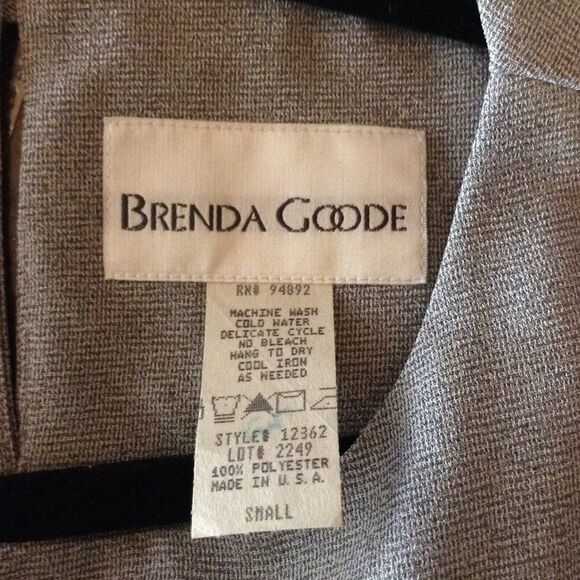 BRENDA GOODE
RN# 94892
MACHINE WASH
COLD WATER
DELICATE CYCLE
NO BLEACH
HANG TO DRY
COOL IRON
AS NEEDED
STYLE# 12362
LOT# 2249
100% POLYESTER
MADE IN U.S.A.
SMALL